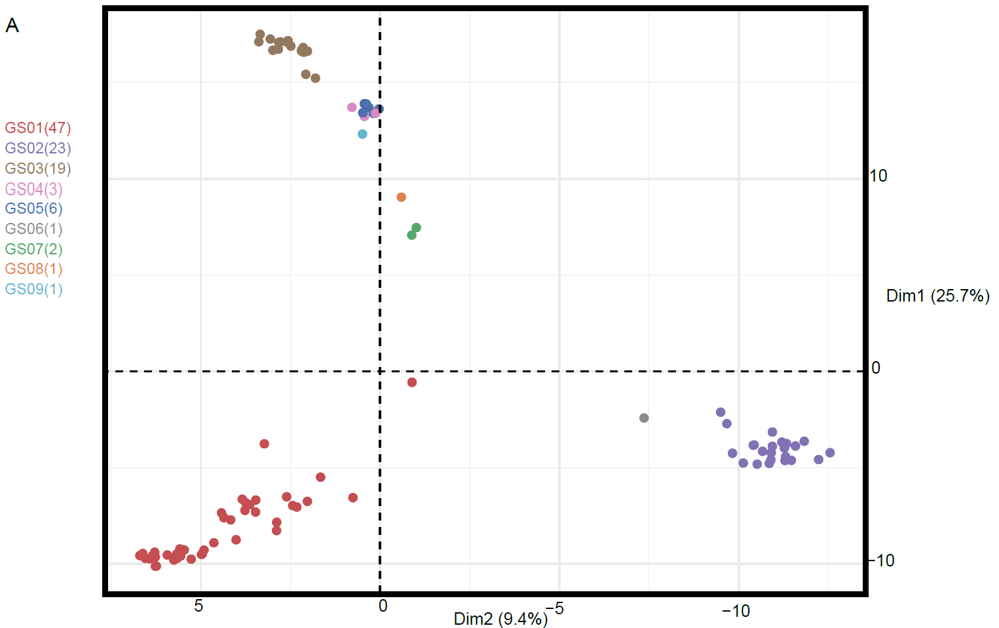 A
GS01(47)
GS02(23)
GS03(19)
GS04(3)
GS05(6)
GS06(1)
GS07(2)
GS08(1)
GS09(1)
10
0
−10
Dim1 (25.7%)
5
0
−5
−10
Dim2 (9.4%)